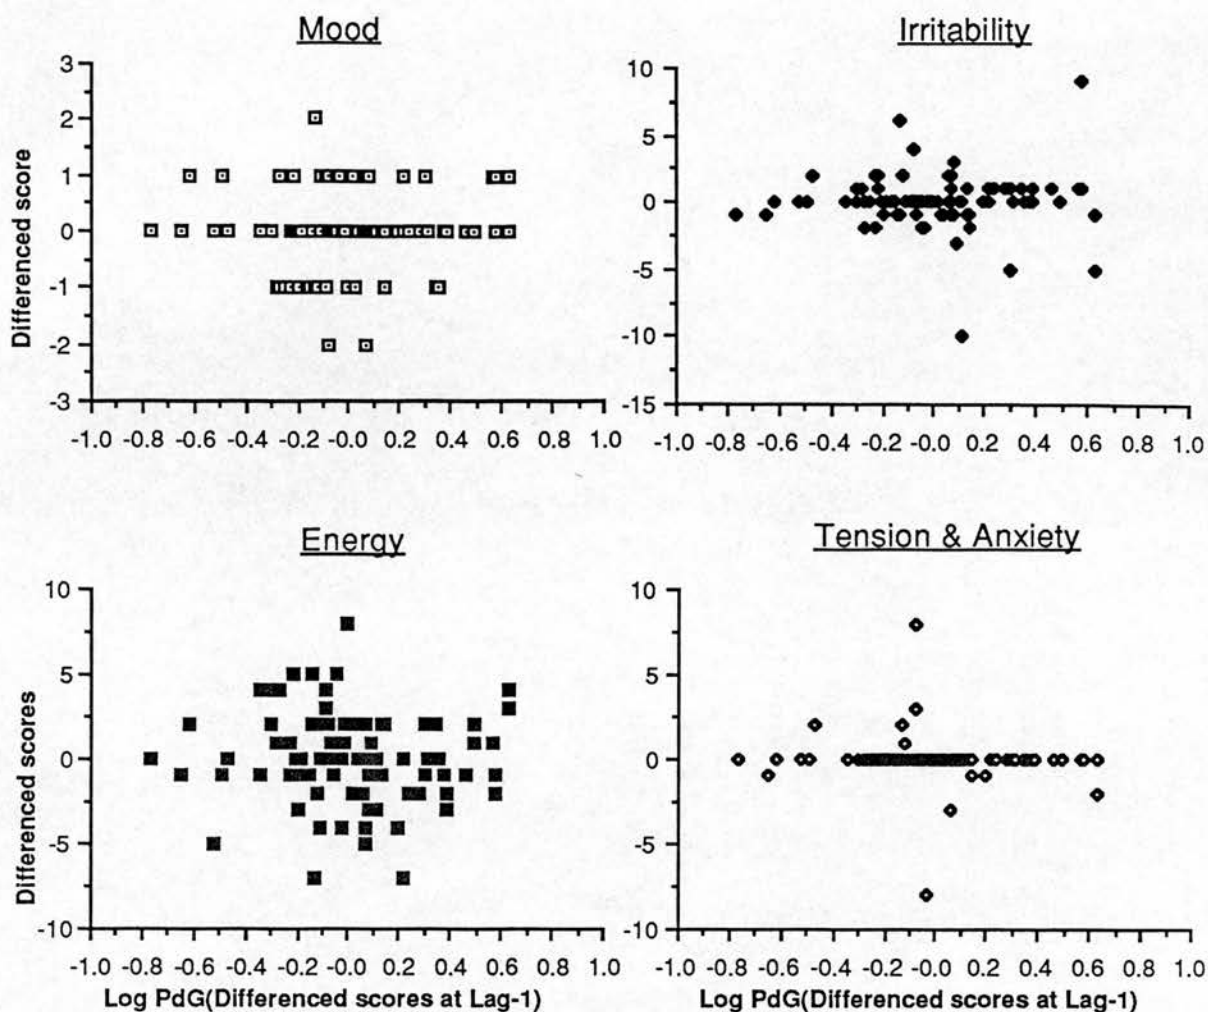 Mood
3
2
1
0
-1
-2
-3
Differenced score
-1.0 -0.8 -0.6 -0.4 -0.2 -0.0 0.2 0.4 0.6 0.8 1.0
Irritability
10
5
0
-5
-10
-15
-1.0 -0.8 -0.6 -0.4 -0.2 -0.0 0.2 0.4 0.6 0.8 1.0
Energy
10
5
0
-5
-10
Differenced scores
-1.0 -0.8 -0.6 -0.4 -0.2 -0.0 0.2 0.4 0.6 0.8 1.0
Log PdG(Differenced scores at Lag-1)
Tension & Anxiety
10
5
0
-5
-10
-1.0 -0.8 -0.6 -0.4 -0.2 -0.0 0.2 0.4 0.6 0.8 1.0
Log PdG(Differenced scores at Lag-1)